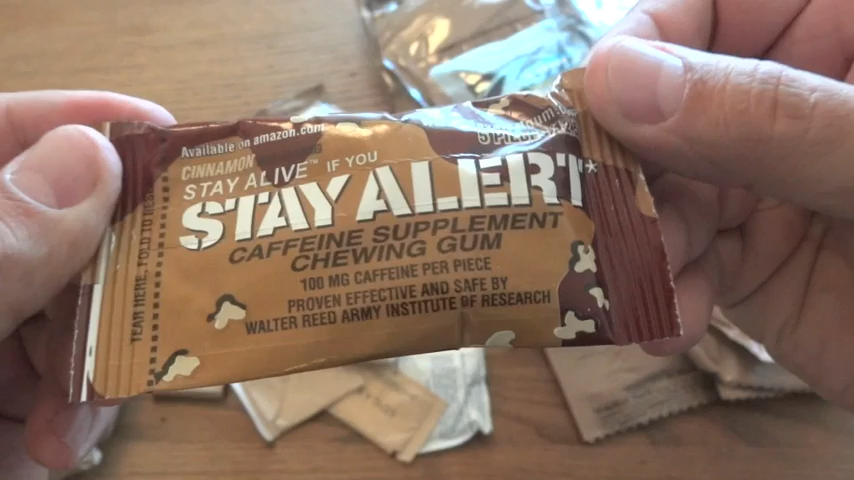 Available on amazon.com
CINNAMON
STAY ALIVE™ IF YOU
STAY ALERT*
CAFFEINE SUPPLEMENT
CHEWING GUM
100 MG CAFFEINE PER PIECE
PROVEN EFFECTIVE AND SAFE BY
WALTER REED ARMY INSTITUTE OF RESEARCH
TEAR HERE, FOLD TO